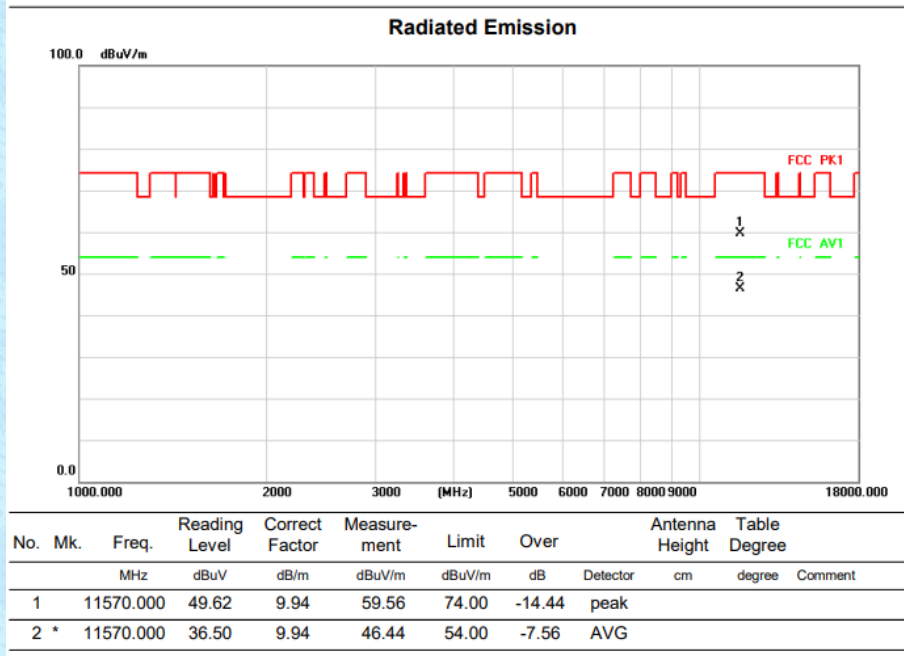 Radiated Emission
100.0 dBuV/m
FCC PK1
1
FCC AV1
50
2
0.0
1000.000 2000 3000 (MHz) 5000 6000 7000 8000 9000 18000.000
No. Mk. Freq. Reading Level Correct Factor Measure-ment Limit Over Antenna Height Table Degree
MHz dBuV dB/m dBuV/m dBuV/m dB Detector cm degree Comment
1 11570.000 49.62 9.94 59.56 74.00 -14.44 peak
2 * 11570.000 36.50 9.94 46.44 54.00 -7.56 AVG